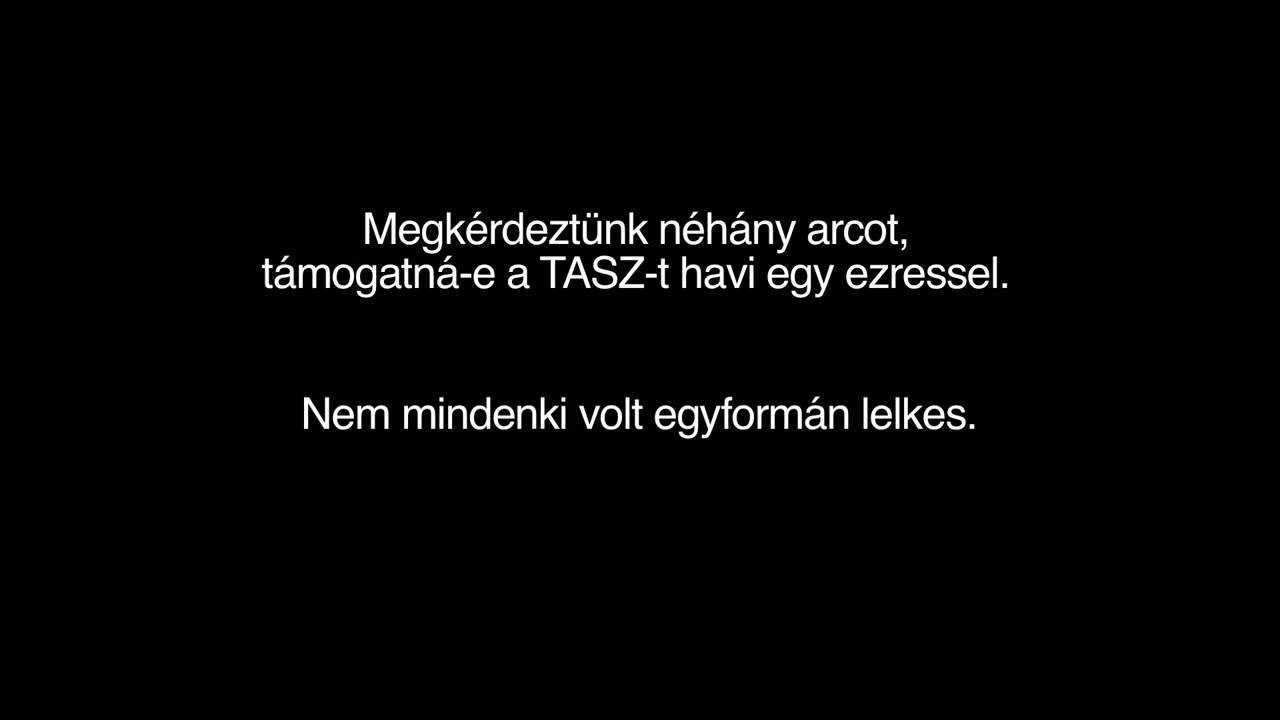 Megkérdeztünk néhány arcot,
támogatná-e a TASZ-t havi egy ezressel.
Nem mindenki volt egyformán lelkes.